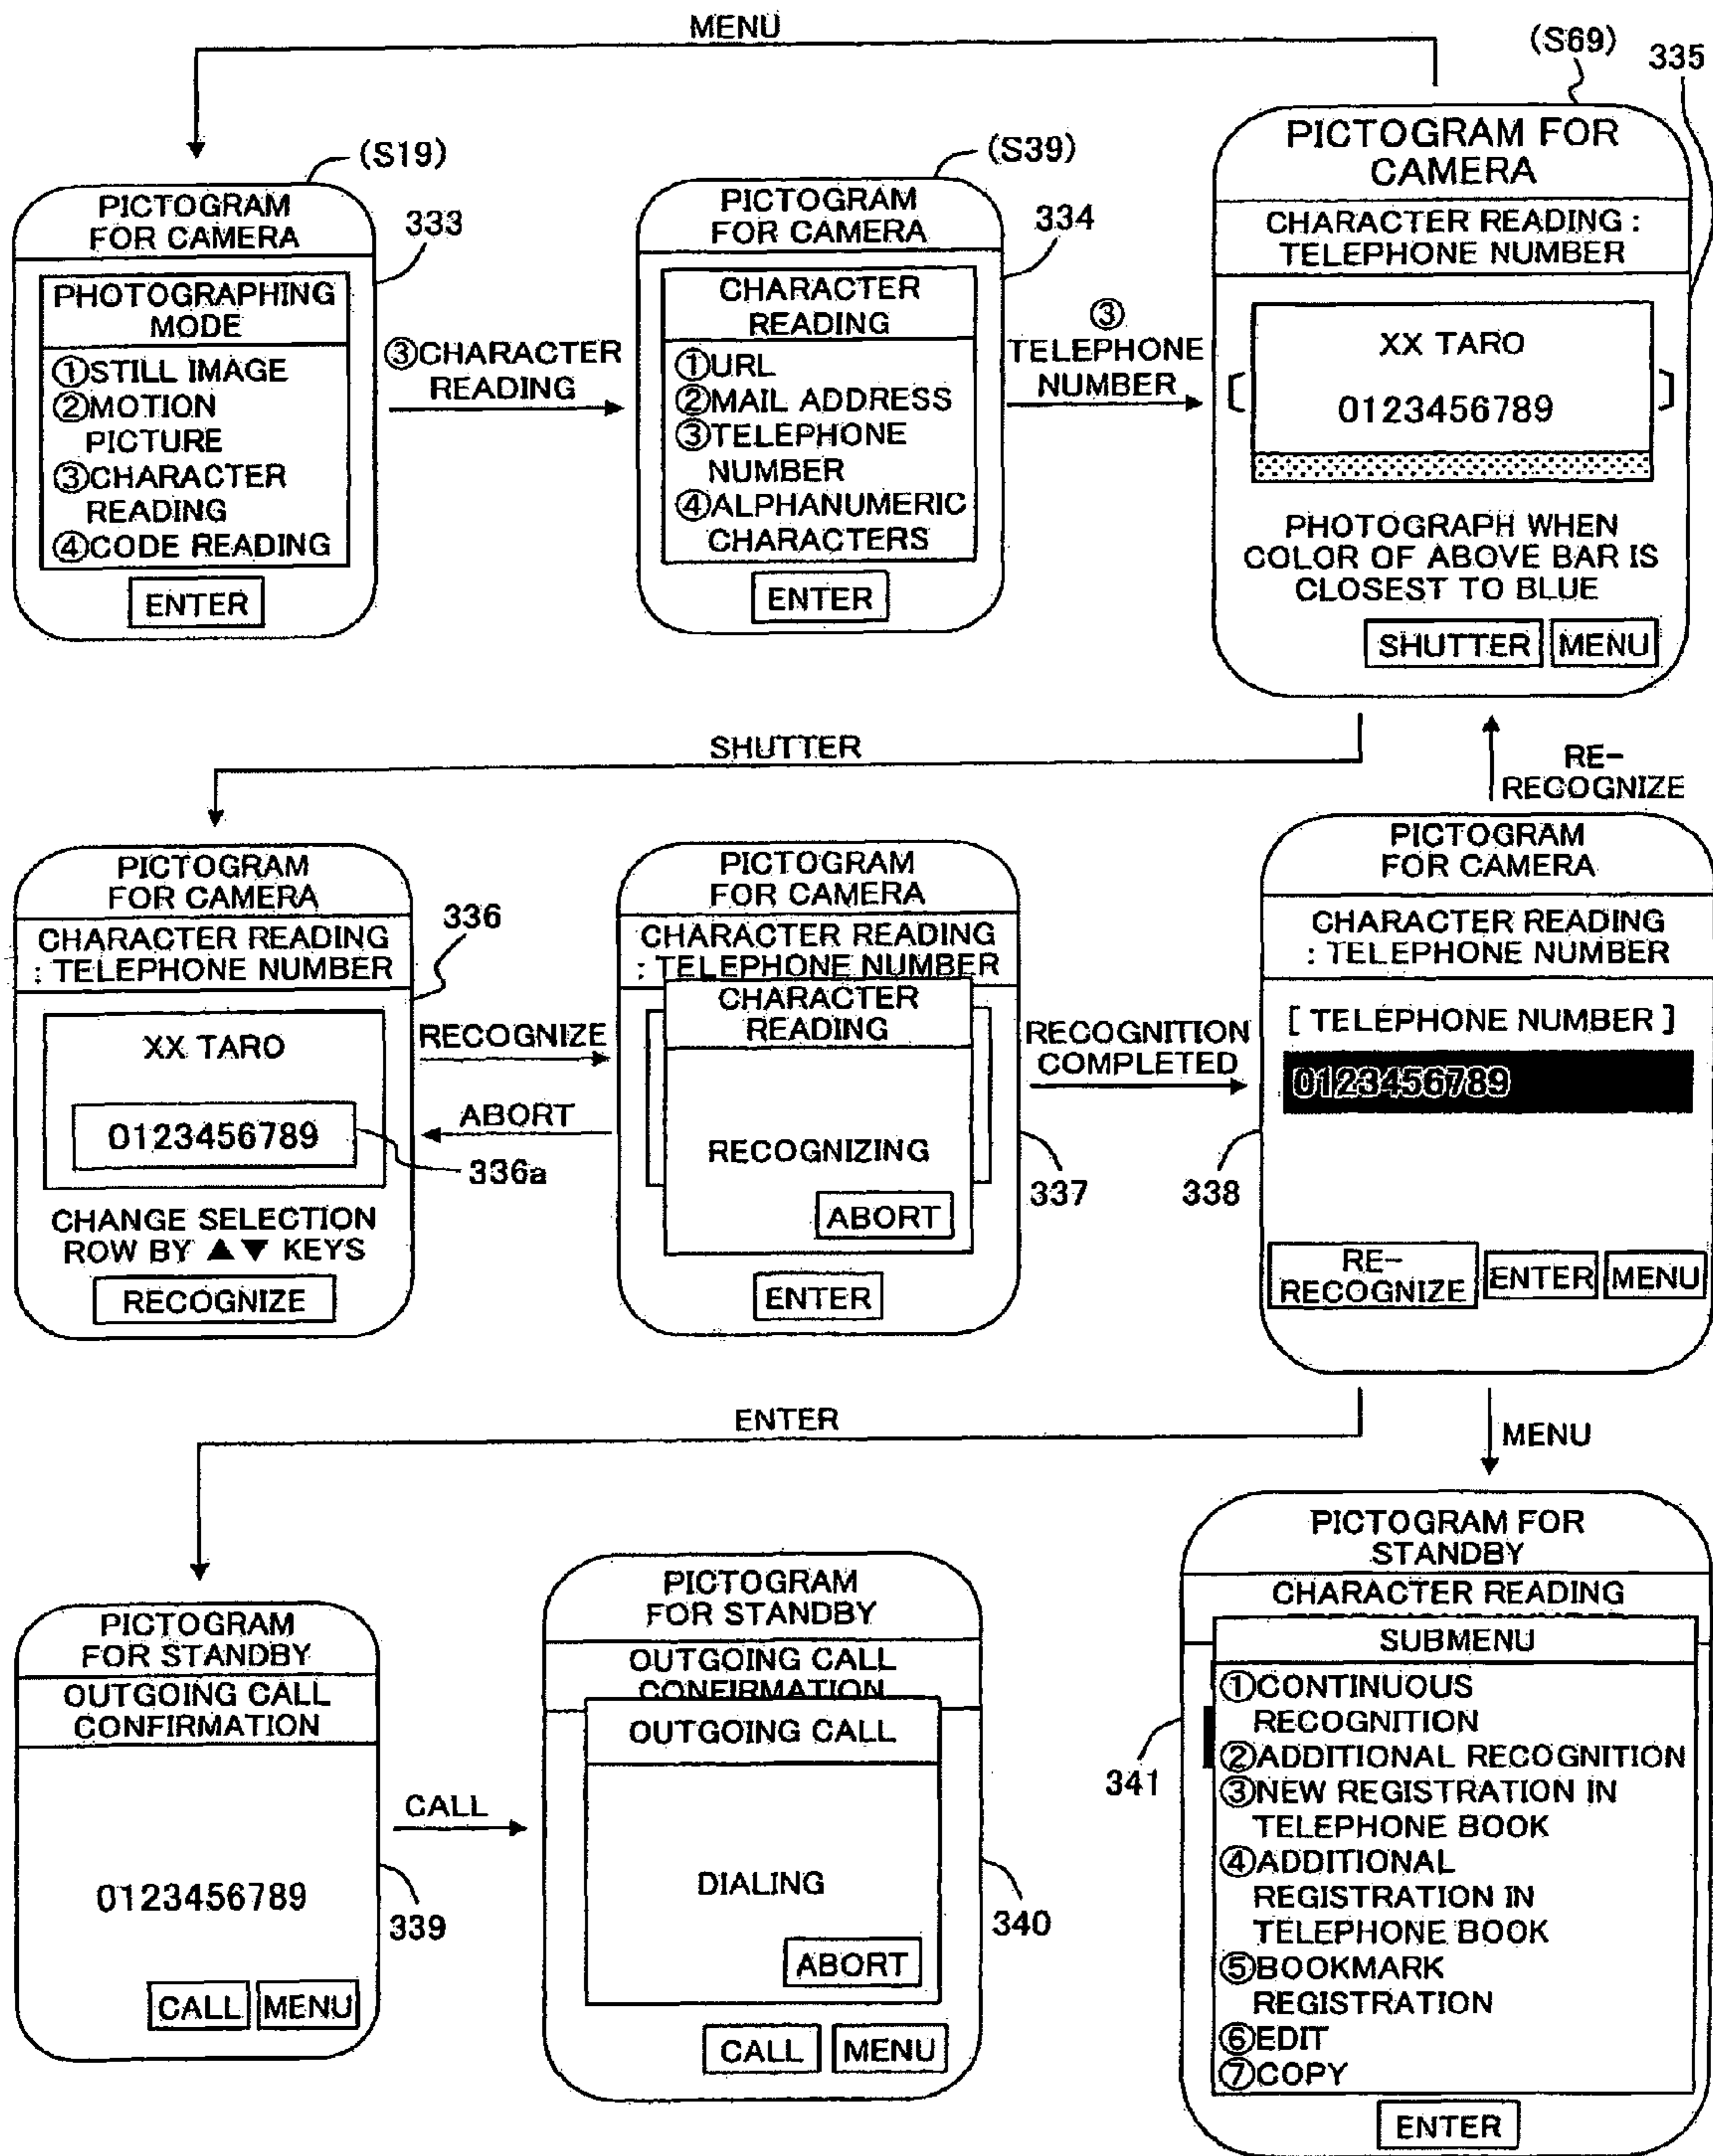 MENU
(S19)
PICTOGRAM
FOR CAMERA
333
PHOTOGRAPHING
MODE
①STILL IMAGE
②MOTION
PICTURE
③CHARACTER
READING
④CODE READING
ENTER
③CHARACTER
READING
(S39)
PICTOGRAM
FOR CAMERA
334
CHARACTER
READING
①URL
②MAIL ADDRESS
③TELEPHONE
NUMBER
④ALPHANUMERIC
CHARACTERS
ENTER
③
TELEPHONE
NUMBER
(S69)
335
PICTOGRAM FOR
CAMERA
CHARACTER READING :
TELEPHONE NUMBER
XX TARO
0123456789
PHOTOGRAPH WHEN
COLOR OF ABOVE BAR IS
CLOSEST TO BLUE
SHUTTER MENU
SHUTTER
RE-
RECOGNIZE
PICTOGRAM
FOR CAMERA
CHARACTER READING
: TELEPHONE NUMBER
336
XX TARO
0123456789
336a
CHANGE SELECTION
ROW BY ▲▼ KEYS
RECOGNIZE
RECOGNIZE
ABORT
PICTOGRAM
FOR CAMERA
CHARACTER READING
: TELEPHONE NUMBER
CHARACTER
READING
RECOGNIZING
ABORT
ENTER
337
RECOGNITION
COMPLETED
PICTOGRAM
FOR CAMERA
CHARACTER READING
: TELEPHONE NUMBER
[ TELEPHONE NUMBER ]
0123456789
338
RE-
RECOGNIZE ENTER MENU
ENTER
MENU
PICTOGRAM
FOR STANDBY
OUTGOING CALL
CONFIRMATION
0123456789
339
CALL MENU
CALL
PICTOGRAM
FOR STANDBY
OUTGOING CALL
CONFIRMATION
OUTGOING CALL
DIALING
ABORT
340
CALL MENU
PICTOGRAM FOR
STANDBY
CHARACTER READING
SUBMENU
341
①CONTINUOUS
RECOGNITION
②ADDITIONAL RECOGNITION
③NEW REGISTRATION IN
TELEPHONE BOOK
④ADDITIONAL
REGISTRATION IN
TELEPHONE BOOK
⑤BOOKMARK
REGISTRATION
⑥EDIT
⑦COPY
ENTER